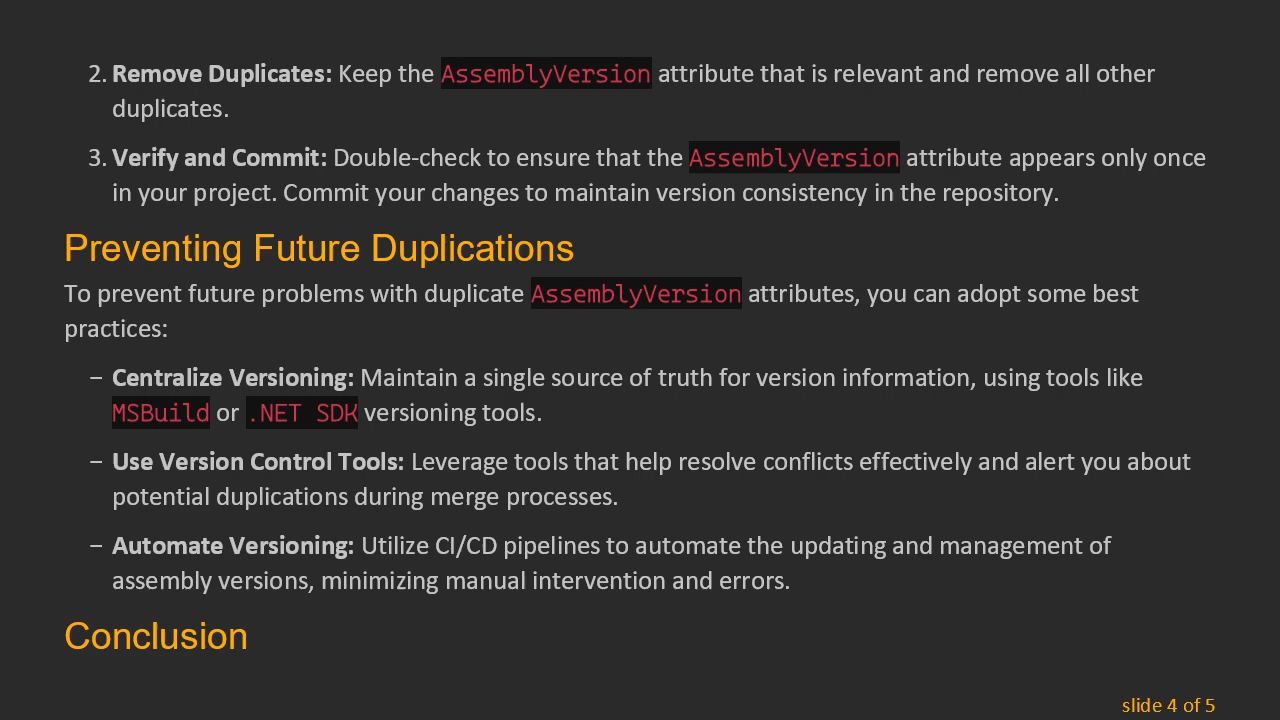 2. Remove Duplicates: Keep the AssemblyVersion attribute that is relevant and remove all other
duplicates.
3. Verify and Commit: Double-check to ensure that the AssemblyVersion attribute appears only once
in your project. Commit your changes to maintain version consistency in the repository.
Preventing Future Duplications
To prevent future problems with duplicate AssemblyVersion attributes, you can adopt some best
practices:
– Centralize Versioning: Maintain a single source of truth for version information, using tools like
MSBuild or .NET SDK versioning tools.
– Use Version Control Tools: Leverage tools that help resolve conflicts effectively and alert you about
potential duplications during merge processes.
– Automate Versioning: Utilize CI/CD pipelines to automate the updating and management of
assembly versions, minimizing manual intervention and errors.
Conclusion
slide 4 of 5